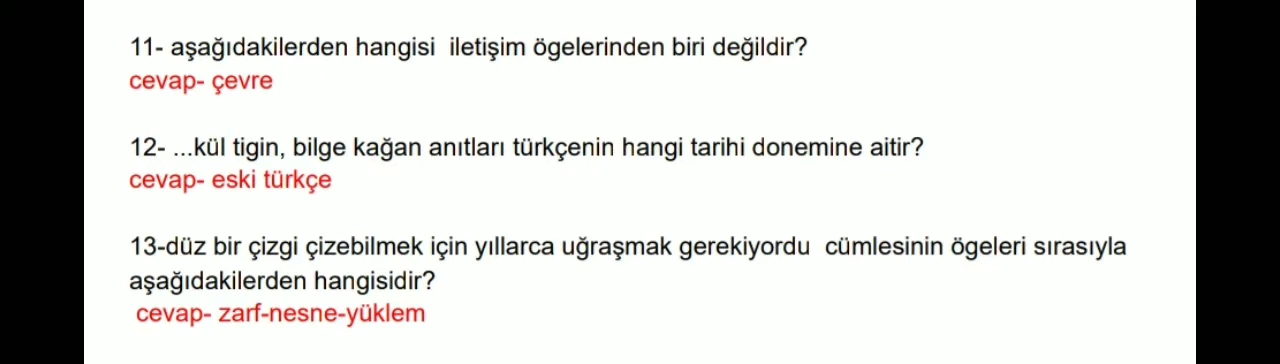 11- aşağıdakilerden hangisi iletişim ögelerinden biri değildir?
cevap- çevre
12- ...kül tigin, bilge kağan anıtları türkçenin hangi tarihi donemine aitir?
cevap- eski türkçe
13-düz bir çizgi çizebilmek için yıllarca uğraşmak gerekiyordu cümlesinin ögeleri sırasıyla
aşağıdakilerden hangisidir?
cevap- zarf-nesne-yüklem